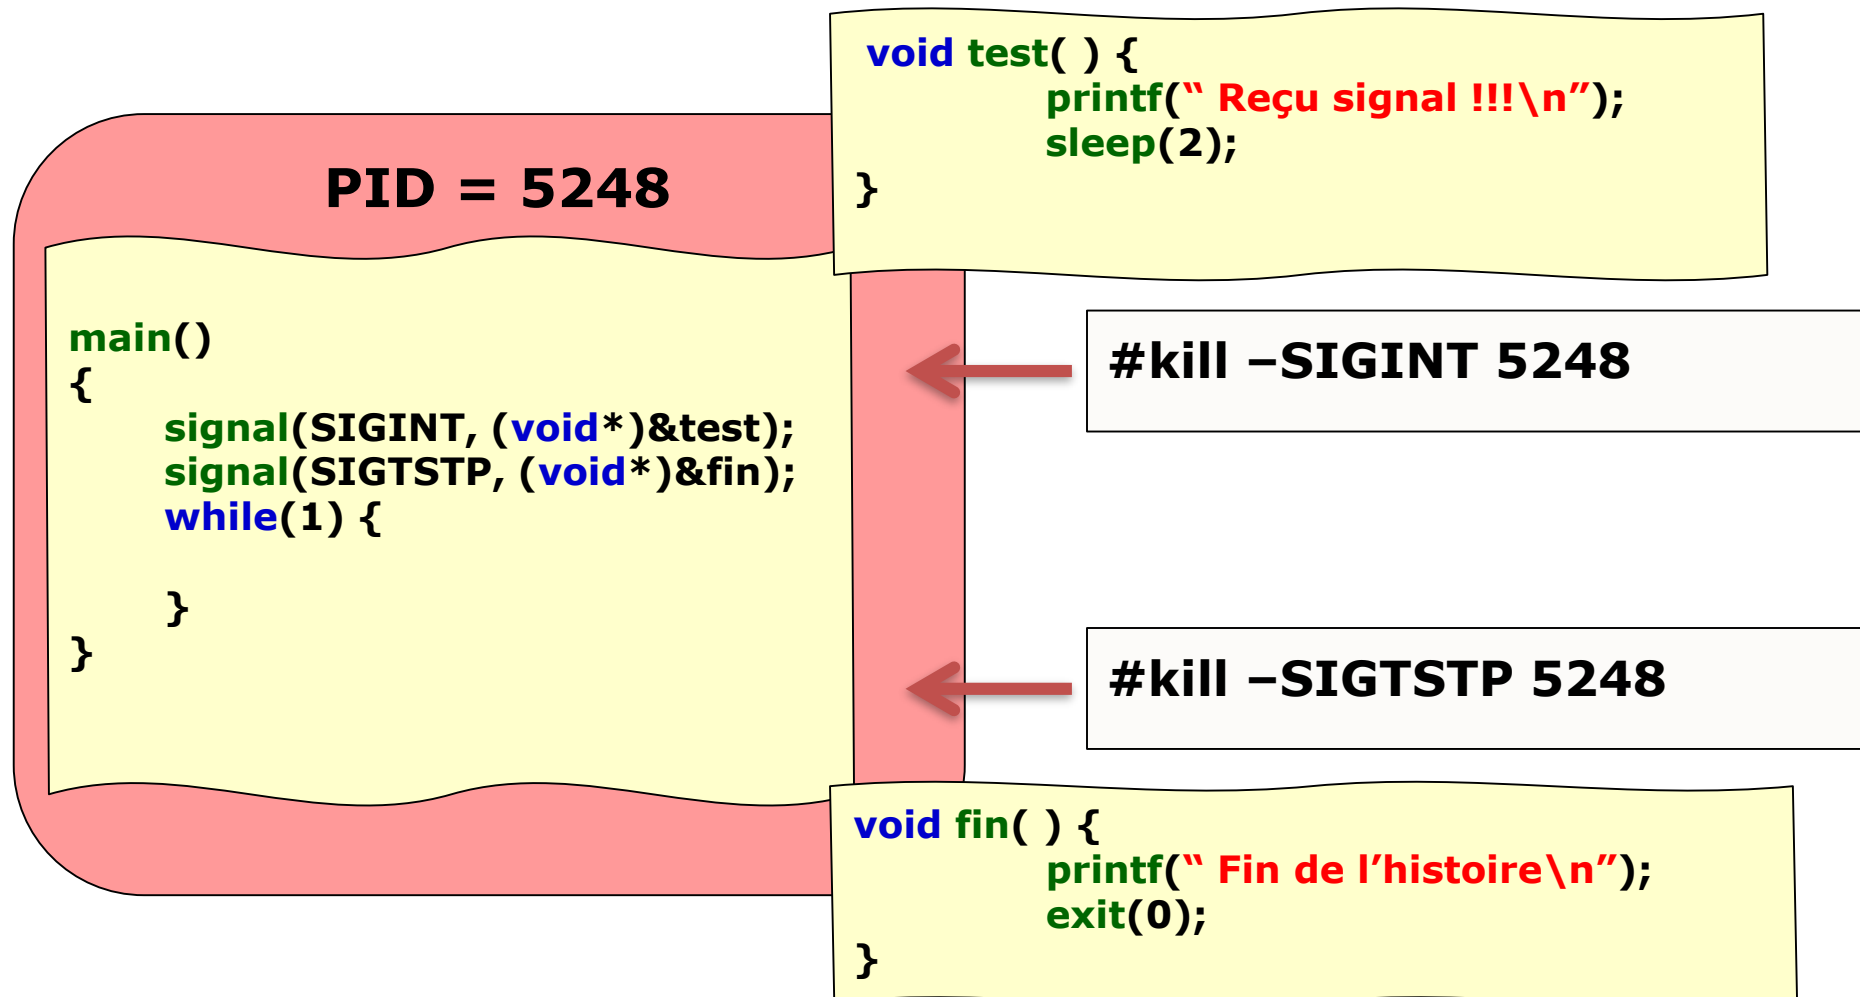 void test( ) {
printf(“ Reçu signal !!!\n”);
sleep(2);
}
PID = 5248
main()
{
signal(SIGINT, (void*)&test);
signal(SIGTSTP, (void*)&fin);
while(1) {
}
}
#kill –SIGINT 5248
#kill –SIGTSTP 5248
void fin( ) {
printf(“ Fin de l’histoire\n”);
exit(0);
}